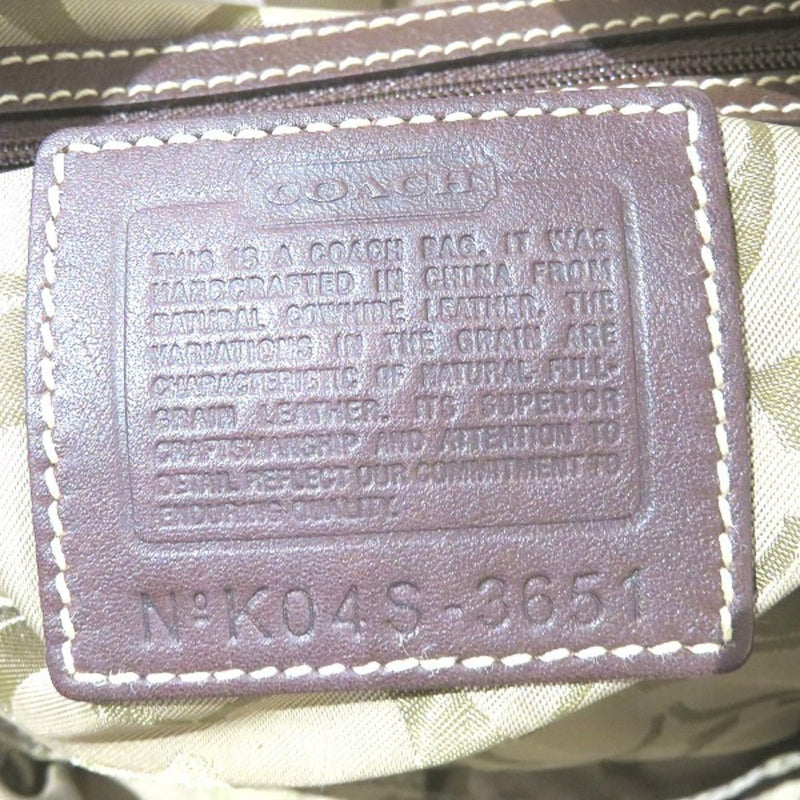 COACH
THIS IS A COACH BAG. IT WAS
HANDCRAFTED IN CHINA FROM
NATURAL COWHIDE LEATHER. THE
VARIATIONS IN THE GRAIN ARE
CHARACTERISTIC OF NATURAL FULL-
GRAIN LEATHER. ITS SUPERIOR
CRAFTSMANSHIP AND ATTENTION TO
DETAIL REFLECT OUR COMMITMENT TO
ENDURING QUALITY.
Nº K04S-3651